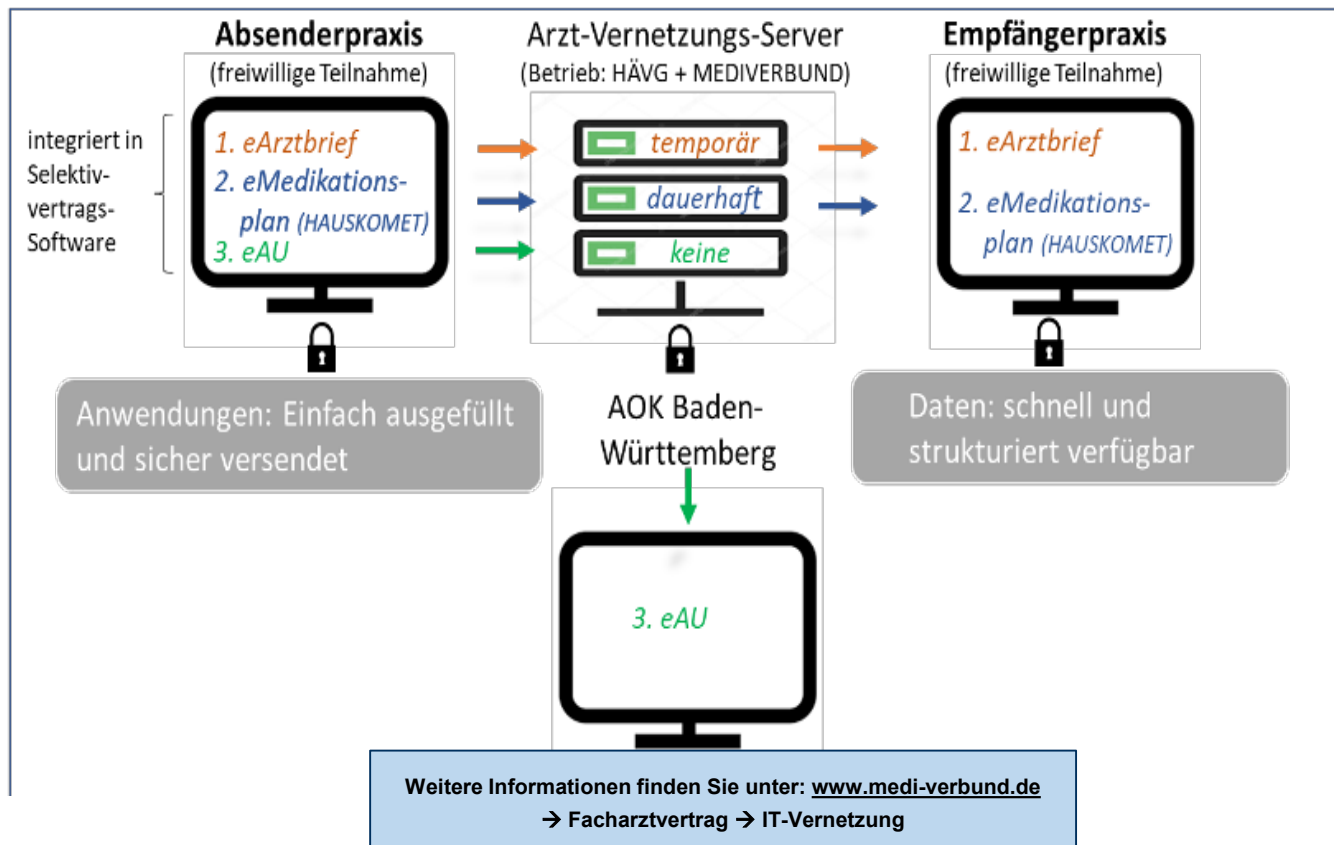 Absenderpraxis
(freiwillige Teilnahme)
Arzt-Vernetzungs-Server
(Betrieb: HÄVG + MEDIVERBUND)
Empfängerpraxis
(freiwillige Teilnahme)
integriert in
Selektiv-
vertrags-
Software
1. eArztbrief
2. eMedikations-
plan (HAUSKOMET)
3. eAU
temporär
dauerhaft
keine
1. eArztbrief
2. eMedikations-
plan (HAUSKOMET)
Anwendungen: Einfach ausgefüllt
und sicher versendet
AOK Baden-
Württemberg
Daten: schnell und
strukturiert verfügbar
3. eAU
Weitere Informationen finden Sie unter: www.medi-verbund.de
→ Facharztvertrag → IT-Vernetzung